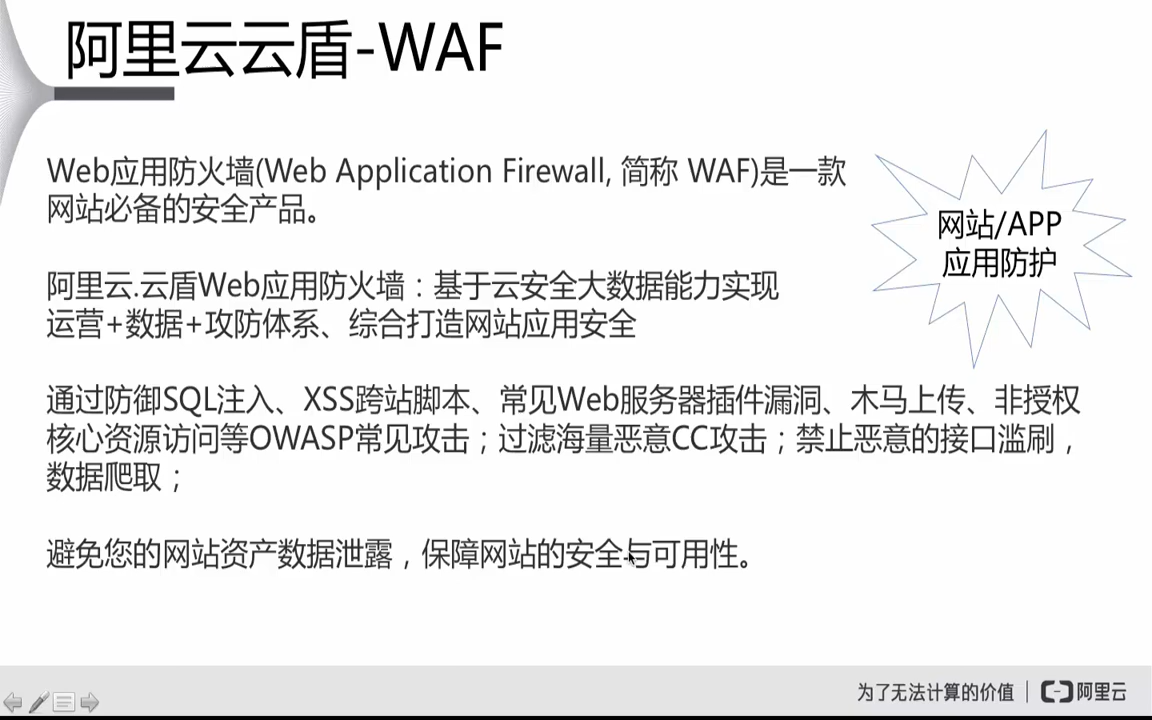 阿里云云盾-WAF
Web应用防火墙(Web Application Firewall, 简称 WAF)是一款
网站必备的安全产品。
网站/APP
应用防护
阿里云.云盾Web应用防火墙：基于云安全大数据能力实现
运营+数据+攻防体系、综合打造网站应用安全
通过防御SQL注入、XSS跨站脚本、常见Web服务器插件漏洞、木马上传、非授权
核心资源访问等OWASP常见攻击；过滤海量恶意CC攻击；禁止恶意的接口滥刷，
数据爬取；
避免您的网站资产数据泄露，保障网站的安全与可用性。
为了无法计算的价值 | 阿里云